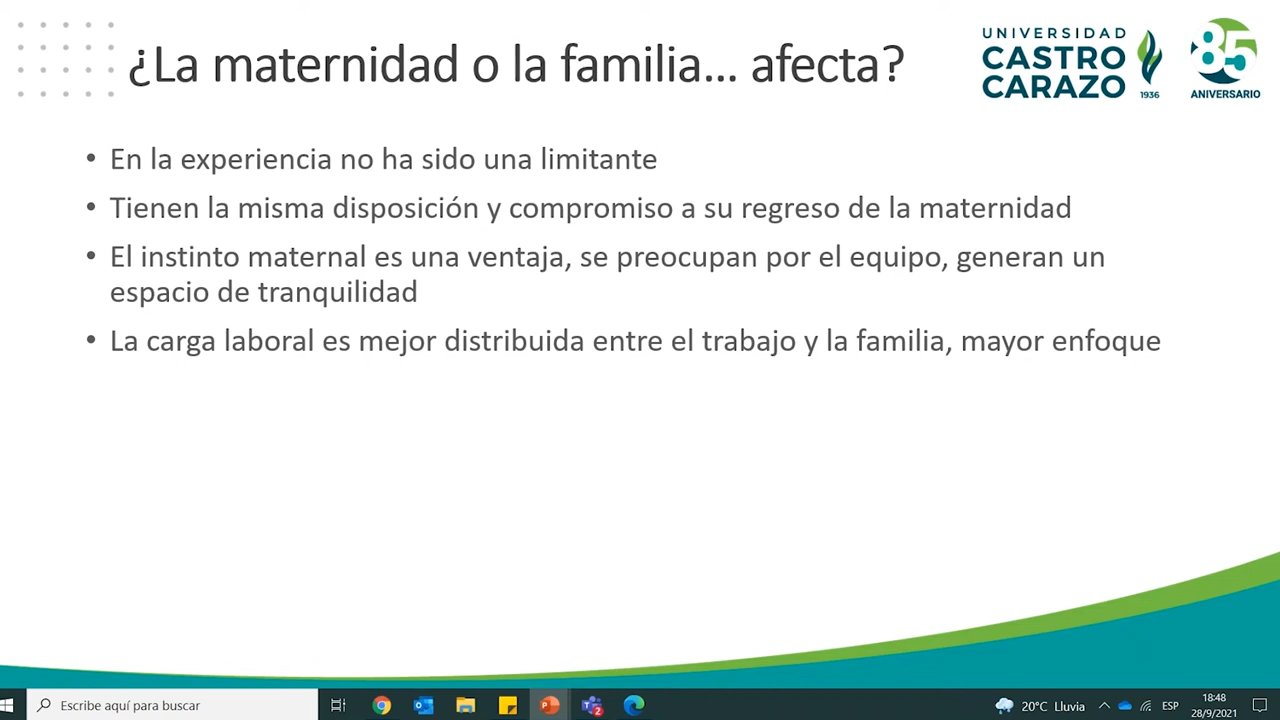 ¿La maternidad o la familia... afecta?
UNIVERSIDAD
CASTRO
CARAZO
1936
85
ANIVERSARIO
• En la experiencia no ha sido una limitante
• Tienen la misma disposición y compromiso a su regreso de la maternidad
• El instinto maternal es una ventaja, se preocupan por el equipo, generan un
espacio de tranquilidad
• La carga laboral es mejor distribuida entre el trabajo y la familia, mayor enfoque
Escribe aquí para buscar
2
20°C Lluvia
ESP
18:48
28/9/2021